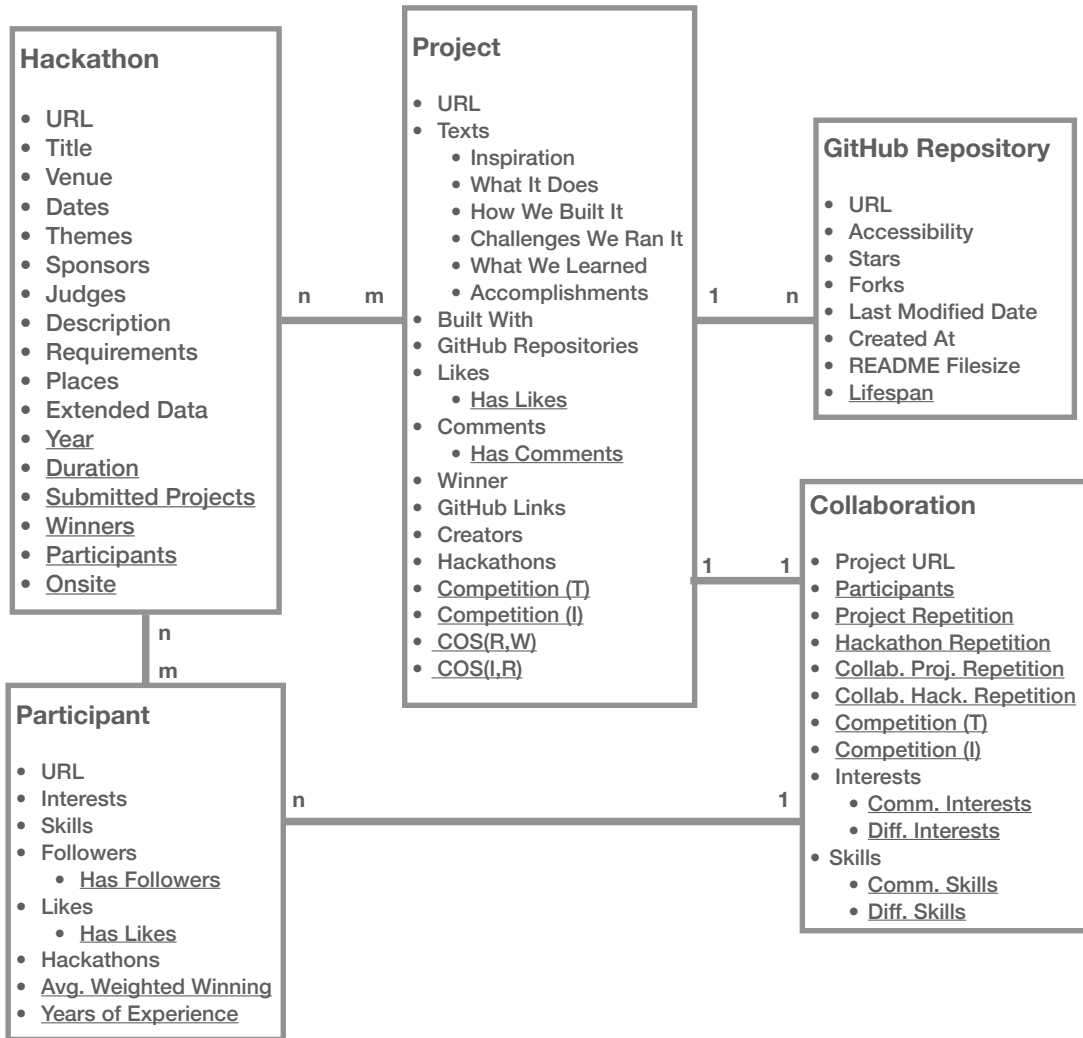 Hackathon
• URL
• Title
• Venue
• Dates
• Themes
• Sponsors
• Judges
• Description
• Requirements
• Places
• Extended Data
• Year
• Duration
• Submitted Projects
• Winners
• Participants
• Onsite
n m
Project
• URL
• Texts
• Inspiration
• What It Does
• How We Built It
• Challenges We Ran It
• What We Learned
• Accomplishments
• Built With
• GitHub Repositories
• Likes
• Has Likes
• Comments
• Has Comments
• Winner
• GitHub Links
• Creators
• Hackathons
• Competition (T)
• Competition (I)
• COS(R,W)
• COS(I,R)
1 n
GitHub Repository
• URL
• Accessibility
• Stars
• Forks
• Last Modified Date
• Created At
• README Filesize
• Lifespan
1 1
Collaboration
• Project URL
• Participants
• Project Repetition
• Hackathon Repetition
• Collab. Proj. Repetition
• Collab. Hack. Repetition
• Competition (T)
• Competition (I)
• Interests
• Comm. Interests
• Diff. Interests
• Skills
• Comm. Skills
• Diff. Skills
n
m
Participant
• URL
• Interests
• Skills
• Followers
• Has Followers
• Likes
• Has Likes
• Hackathons
• Avg. Weighted Winning
• Years of Experience
n 1